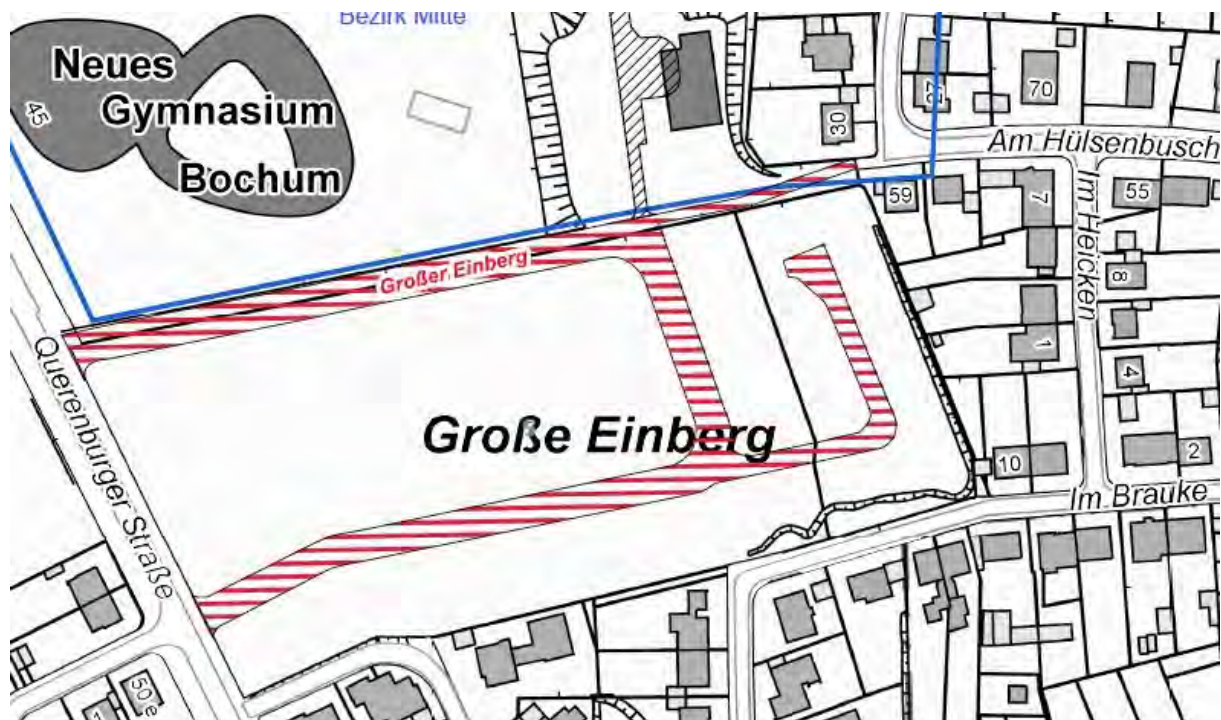 Bezirk Mitte
Neues
Gymnasium
Bochum
45
30
70
Am Hülsenbusch
59
7
55
Im Heicken
8
Großer Einberg
1
4
Querenburger Straße
Große Einberg
10
2
Im Brauke
50 e